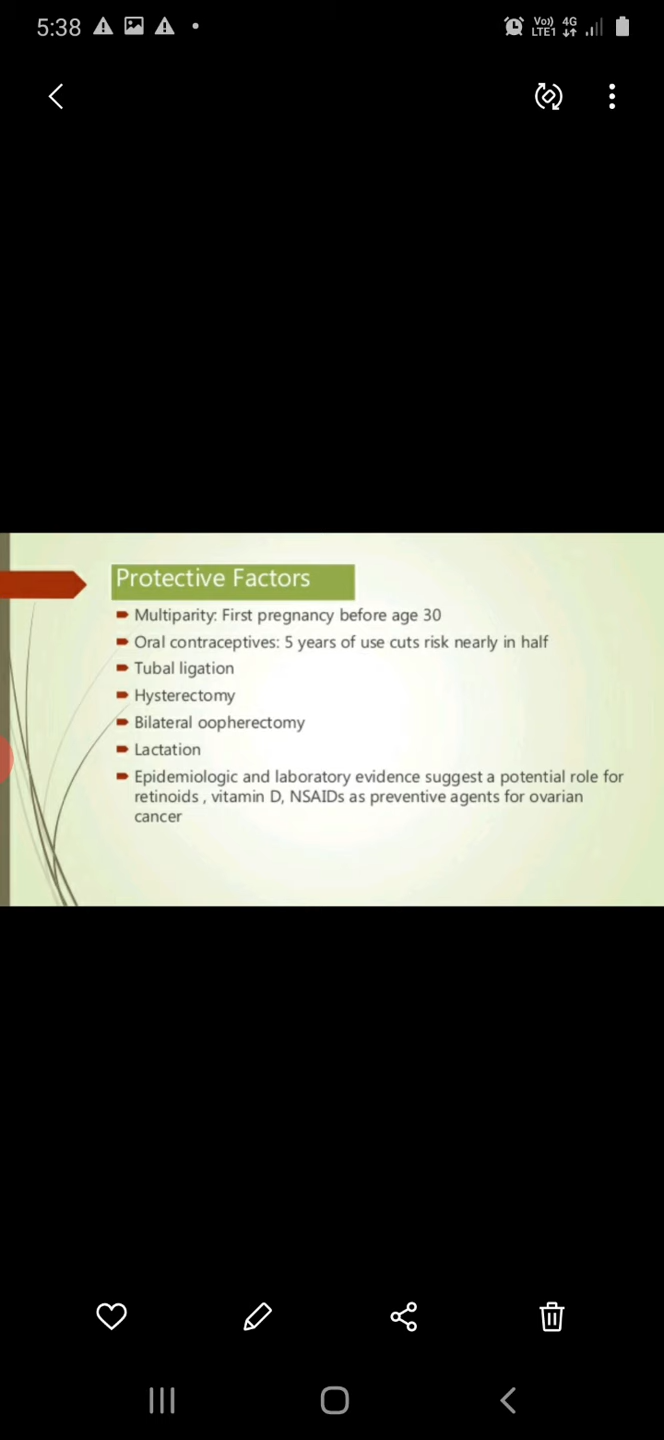 5:38
Vo)) 4G
LTE1
Protective Factors
Multiparity: First pregnancy before age 30
Oral contraceptives: 5 years of use cuts risk nearly in half
Tubal ligation
Hysterectomy
Bilateral oopherectomy
Lactation
Epidemiologic and laboratory evidence suggest a potential role for
retinoids , vitamin D, NSAIDs as preventive agents for ovarian
cancer